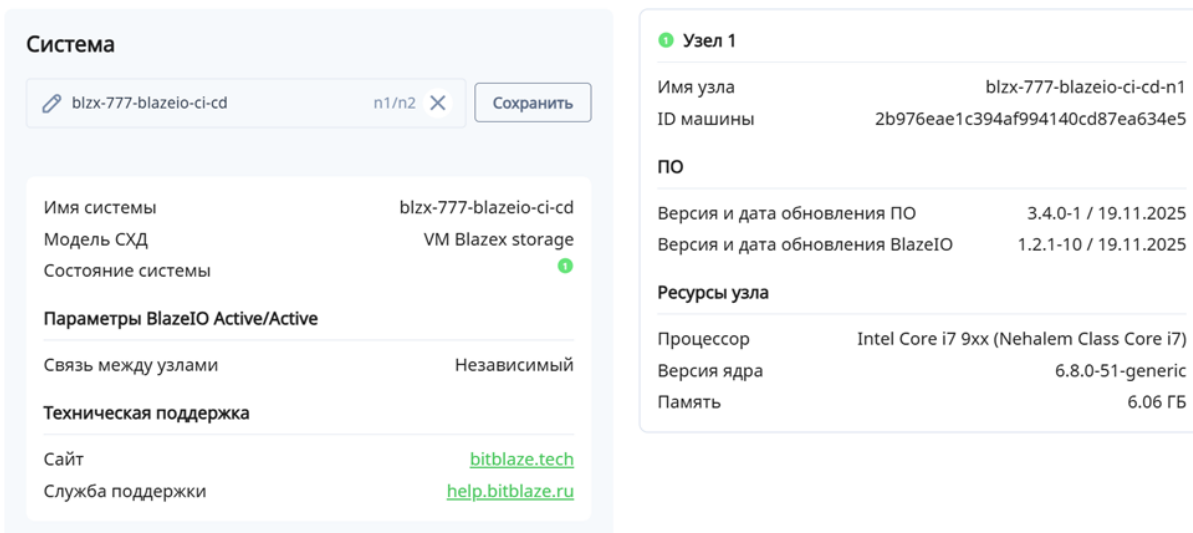 Система
blzx-777-blazeio-ci-cd n1/n2 Сохранить
Имя системы blzx-777-blazeio-ci-cd
Модель СХД VM Blazex storage
Состояние системы 1
Параметры BlazeIO Active/Active
Связь между узлами Независимый
Техническая поддержка
Сайт bitblaze.tech
Служба поддержки help.bitblaze.ru
1 Узел 1
Имя узла blzx-777-blazeio-ci-cd-n1
ID машины 2b976eae1c394af994140cd87ea634e5
ПО
Версия и дата обновления ПО 3.4.0-1 / 19.11.2025
Версия и дата обновления BlazeIO 1.2.1-10 / 19.11.2025
Ресурсы узла
Процессор Intel Core i7 9xx (Nehalem Class Core i7)
Версия ядра 6.8.0-51-generic
Память 6.06 ГБ